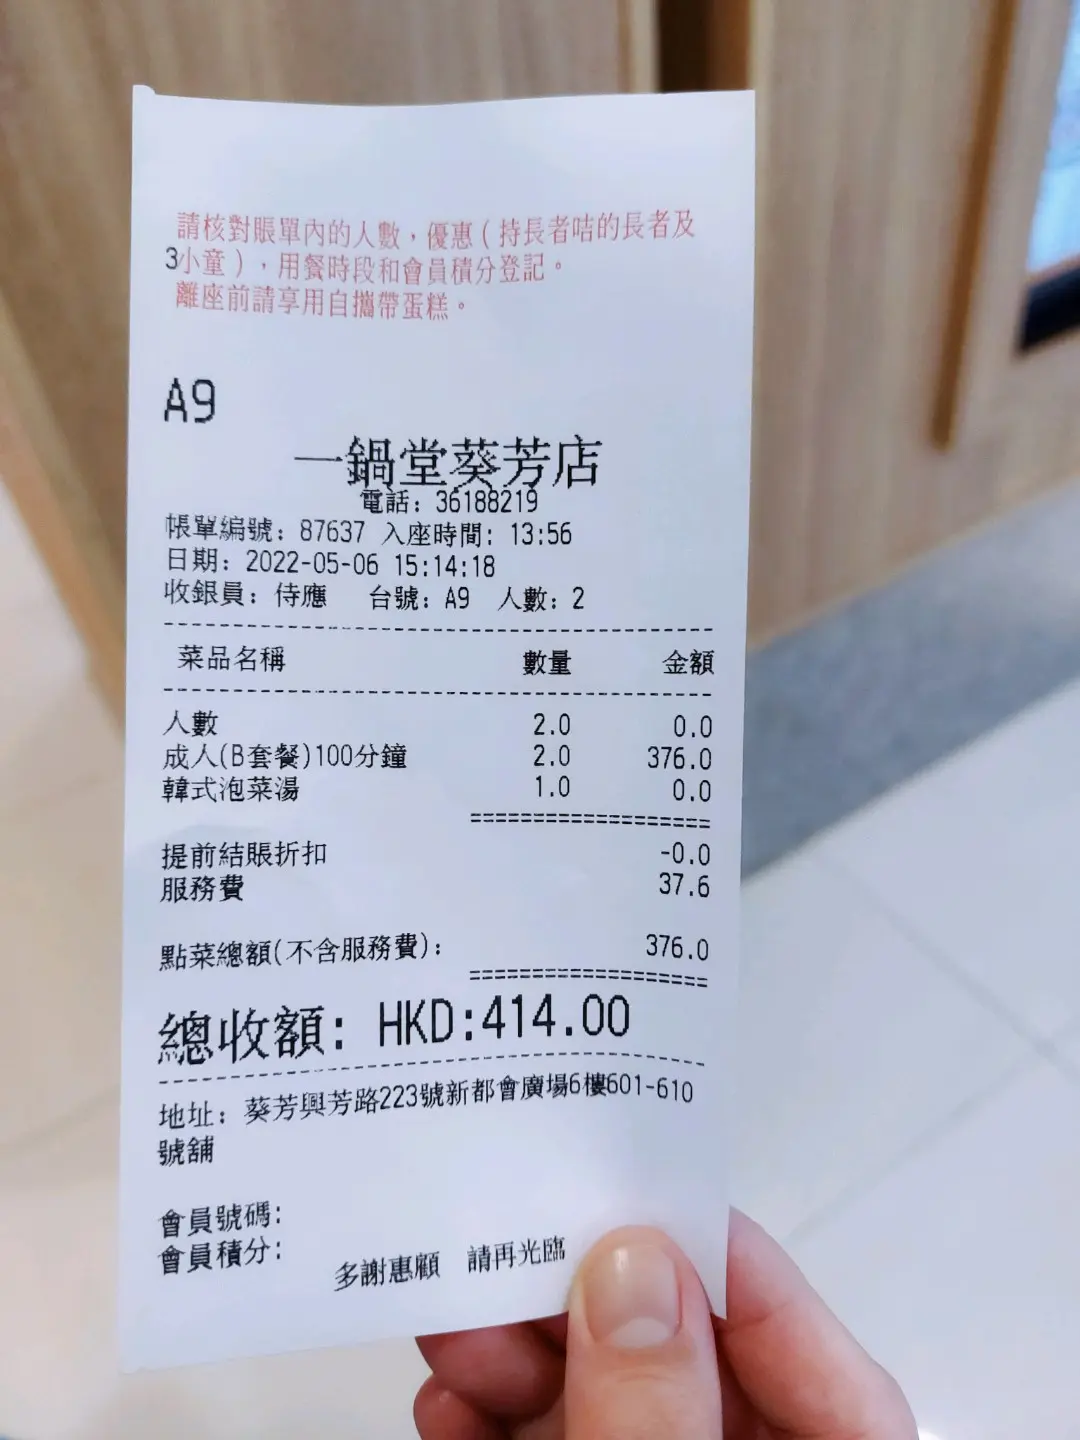 請核對賬單內的人數，優惠（持長者咭的長者及
3小童），用餐時段和會員積分登記。
離座前請享用自攜帶蛋糕。
A9
一鍋堂葵芳店
電話: 36188219
帳單編號: 87637 入座時間: 13:56
日期: 2022-05-06 15:14:18
收銀員: 侍應 台號: A9 人數: 2
菜品名稱 數量 金額
人數 2.0 0.0
成人(B套餐)100分鐘 2.0 376.0
韓式泡菜湯 1.0 0.0
提前結賬折扣 -0.0
服務費 37.6
點菜總額(不含服務費): 376.0
總收額: HKD:414.00
地址: 葵芳興芳路223號新都會廣場6樓601-610
號舖
會員號碼:
會員積分:
多謝惠顧 請再光臨